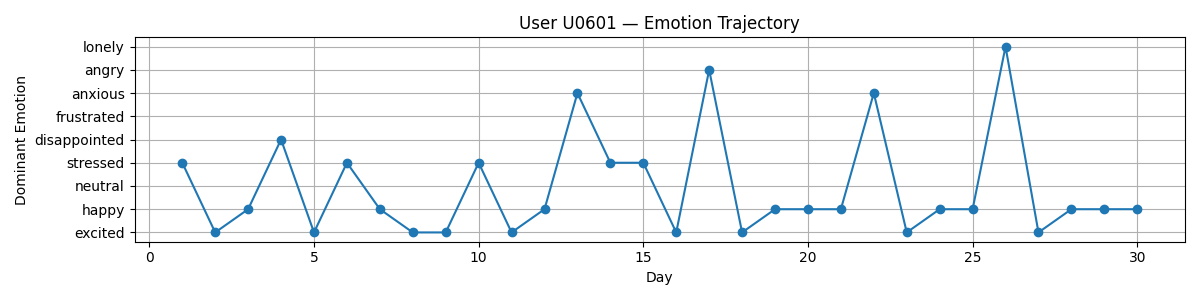 User U0601 — Emotion Trajectory
Dominant Emotion
lonely
angry
anxious
frustrated
disappointed
stressed
neutral
happy
excited
0 5 10 15 20 25 30
Day